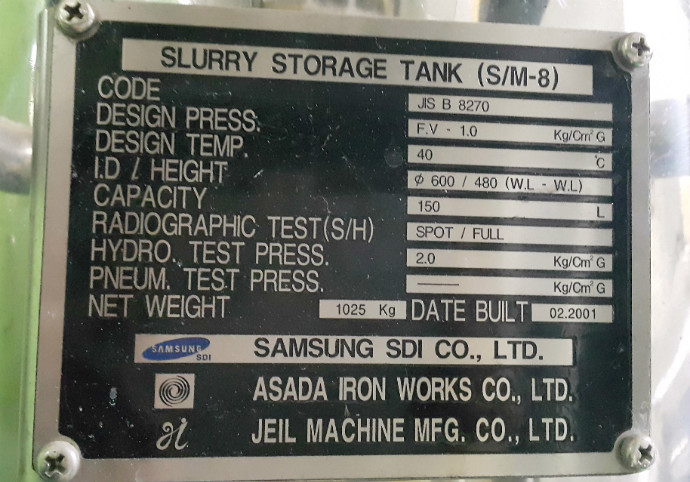 SLURRY STORAGE TANK (S/M-8)
CODE JIS B 8270
DESIGN PRESS. F.V - 1.0 Kg/Cm² G
DESIGN TEMP. 40 °C
I.D / HEIGHT ϕ 600 / 480 (W.L - W.L)
CAPACITY 150 L
RADIOGRAPHIC TEST(S/H) SPOT / FULL
HYDRO. TEST PRESS. 2.0 Kg/Cm² G
PNEUM. TEST PRESS. —— Kg/Cm² G
NET WEIGHT 1025 Kg DATE BUILT 02.2001
SAMSUNG SDI SAMSUNG SDI CO., LTD.
ASADA IRON WORKS CO., LTD.
JEIL MACHINE MFG. CO., LTD.